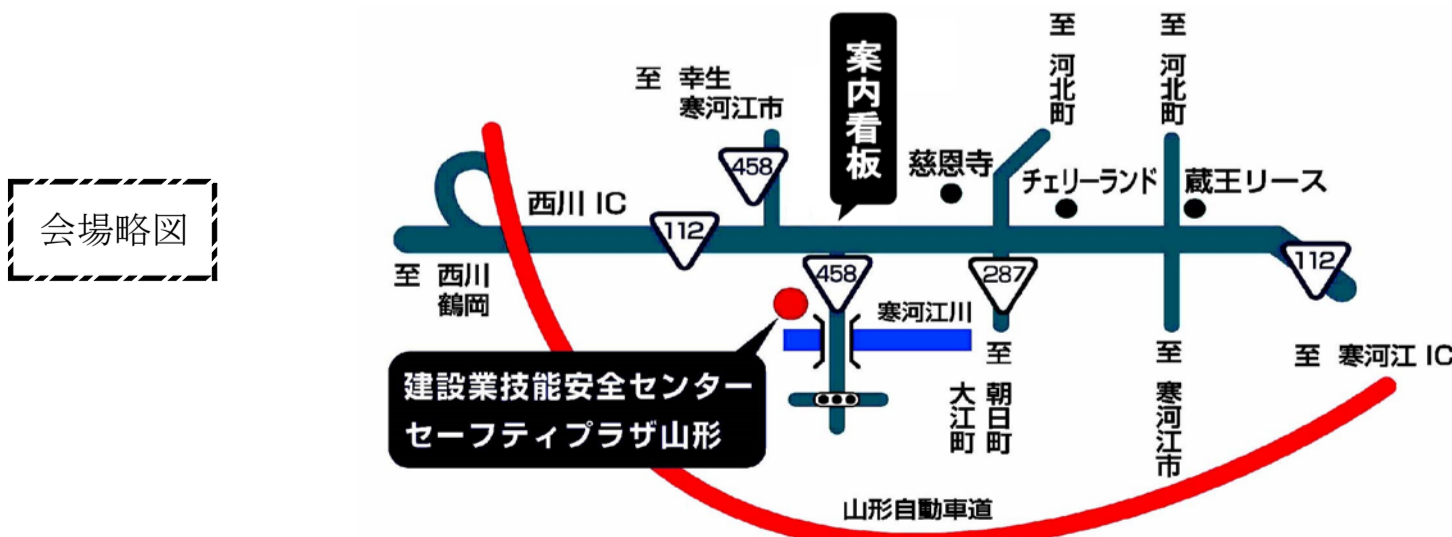 会場略図
至 幸生
寒河江市
案内看板
至 河北町
至 河北町
458
慈恩寺
チェリーランド
蔵王リース
西川 IC
112
458
287
112
至 西川
鶴岡
寒河江川
建設業技能安全センター
セーフティプラザ山形
至 朝日町
大江町
至 寒河江市
至 寒河江 IC
山形自動車道